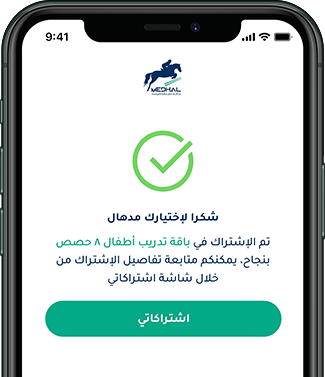 9:41
MEDHAL
شكرا لإختيارك مدهال
تم الإشتراك في باقة تدريب أطفال ٨ حصص
بنجاح، يمكنكم متابعة تفاصيل الإشتراك من
خلال شاشة اشتراكاتي
اشتراكاتي